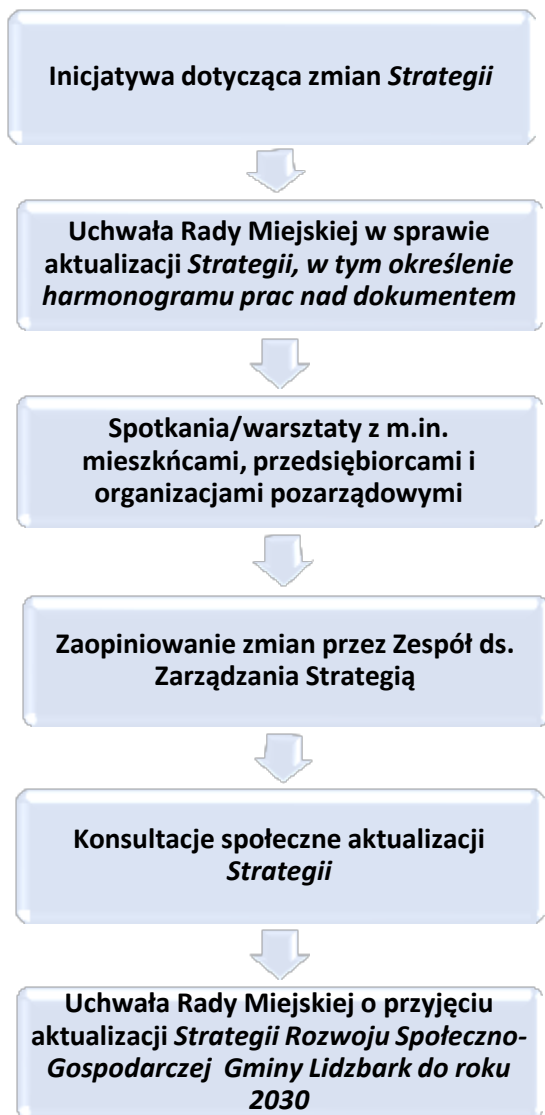 Inicjatywa dotycząca zmian Strategii
Uchwała Rady Miejskiej w sprawie
aktualizacji Strategii, w tym określenie
harmonogramu prac nad dokumentem
Spotkania/warsztaty z m.in.
mieszkńcami, przedsiębiorcami i
organizacjami pozarządowymi
Zaopiniowanie zmian przez Zespół ds.
Zarządzania Strategią
Konsultacje społeczne aktualizacji
Strategii
Uchwała Rady Miejskiej o przyjęciu
aktualizacji Strategii Rozwoju Społeczno-
Gospodarczej Gminy Lidzbark do roku
2030